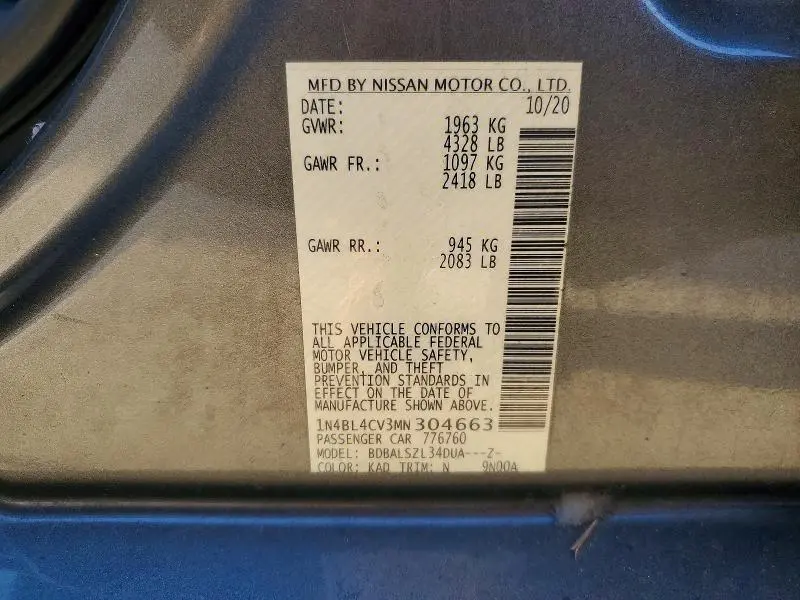 MFD BY NISSAN MOTOR CO., LTD.
DATE: 10/20
GVWR: 1963 KG
4328 LB
GAWR FR.: 1097 KG
2418 LB
GAWR RR.: 945 KG
2083 LB
THIS VEHICLE CONFORMS TO
ALL APPLICABLE FEDERAL
MOTOR VEHICLE SAFETY,
BUMPER, AND THEFT
PREVENTION STANDARDS IN
EFFECT ON THE DATE OF
MANUFACTURE SHOWN ABOVE.
1N4BL4CV3MN304663
PASSENGER CAR 776760
MODEL: BDBALSZL34DUA---Z-
COLOR: KAD TRIM: N 9N00A